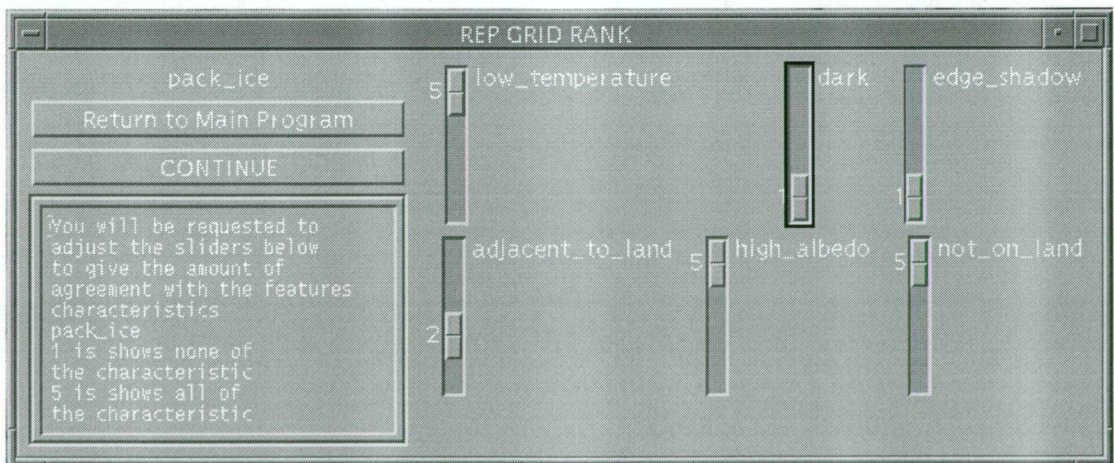 REP GRID RANK
pack_ice
Return to Main Program
CONTINUE
You will be requested to
adjust the sliders below
to give the amount of
agreement with the features
characteristics
pack_ice
1 is shows none of
the characteristic
5 is shows all of
the characteristic
5 low_temperature
1 dark
1 edge_shadow
2 adjacent_to_land
5 high_albedo
5 not_on_land